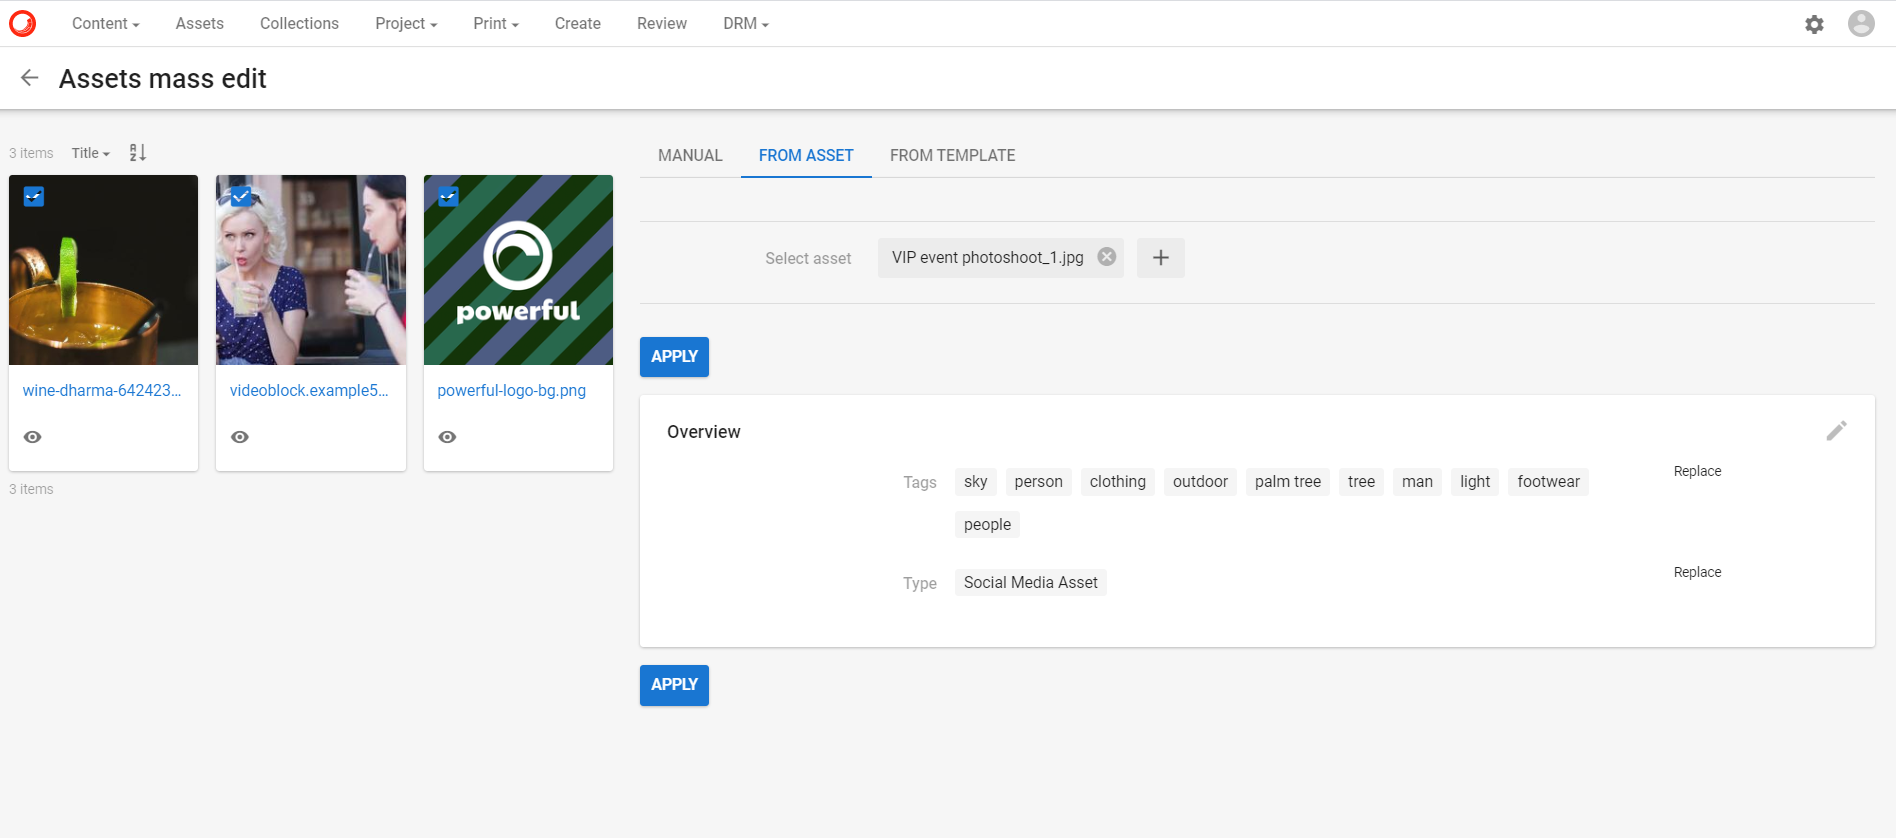 Content Assets Collections Project Print Create Review DRM
Assets mass edit
3 items Title
A
Z
MANUAL FROM ASSET FROM TEMPLATE
Select asset VIP event photoshoot_1.jpg
powerful
APPLY
wine-dharma-642423... videoblock.example5... powerful-logo-bg.png
Overview
Tags sky person clothing outdoor palm tree tree man light footwear Replace
people
3 items
Type Social Media Asset Replace
APPLY